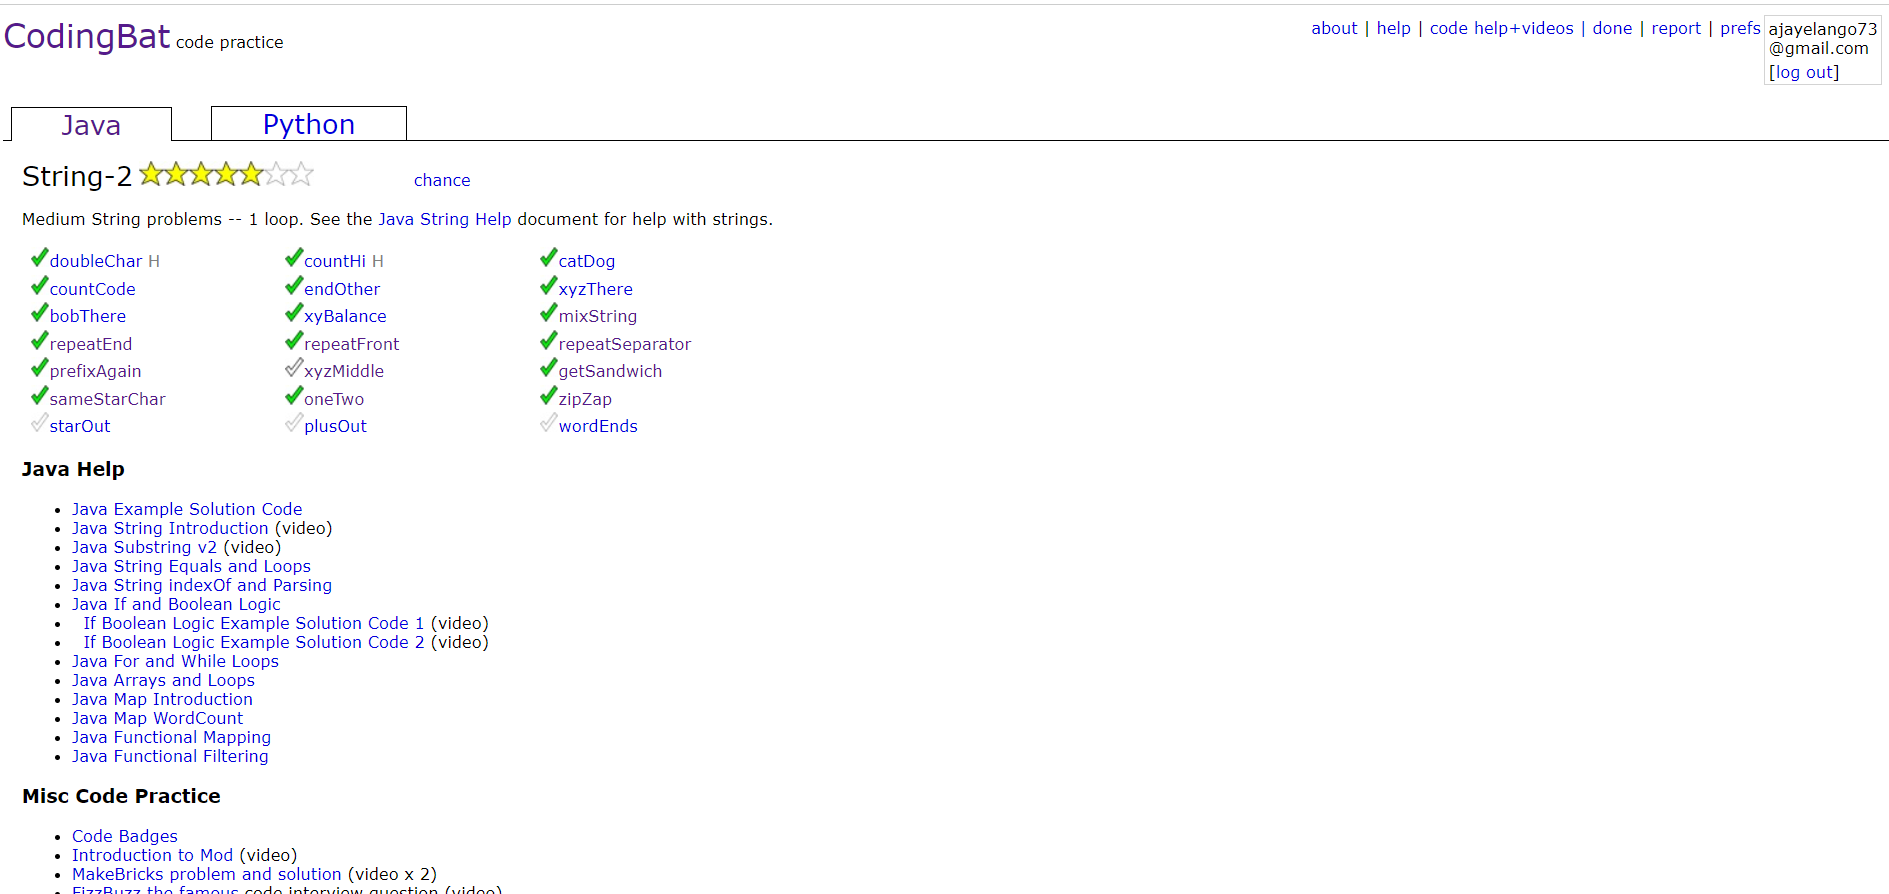 CodingBat code practice
about | help | code help+videos | done | report | prefs
ajayelango73
@gmail.com
[log out]
Java
Python
String-2
chance
Medium String problems -- 1 loop. See the Java String Help document for help with strings.
doubleChar H countHi H catDog
countCode endOther xyzThere
bobThere xyBalance mixString
repeatEnd repeatFront repeatSeparator
prefixAgain xyzMiddle getSandwich
sameStarChar oneTwo zipZap
starOut plusOut wordEnds
Java Help
Java Example Solution Code
Java String Introduction (video)
Java Substring v2 (video)
Java String Equals and Loops
Java String indexOf and Parsing
Java If and Boolean Logic
If Boolean Logic Example Solution Code 1 (video)
If Boolean Logic Example Solution Code 2 (video)
Java For and While Loops
Java Arrays and Loops
Java Map Introduction
Java Map WordCount
Java Functional Mapping
Java Functional Filtering
Misc Code Practice
Code Badges
Introduction to Mod (video)
MakeBricks problem and solution (video x 2)
FizzBuzz the famous code interview question (video)